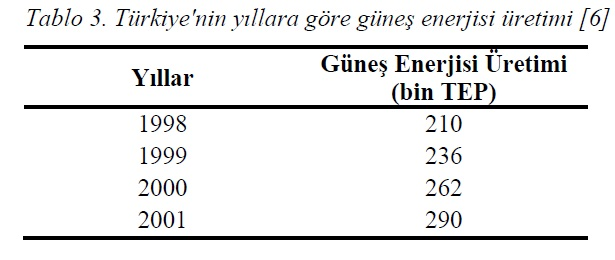 Tablo 3. Türkiye'nin yıllara göre güneş enerjisi üretimi [6]
Yıllar Güneş Enerjisi Üretimi
(bin TEP)
1998 210
1999 236
2000 262
2001 290